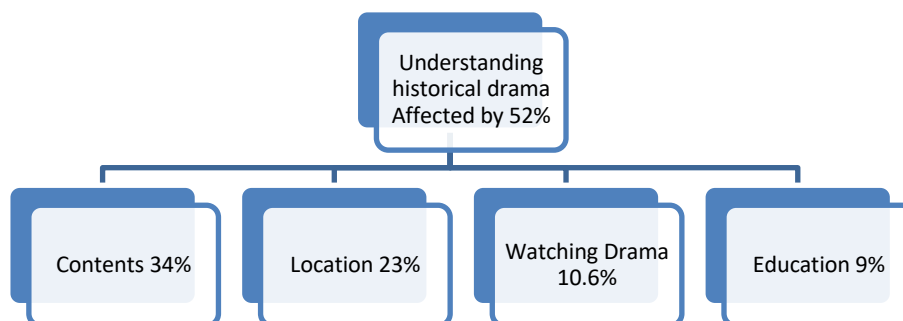 Understanding
historical drama
Affected by 52%
Contents 34%
Location 23%
Watching Drama
10.6%
Education 9%